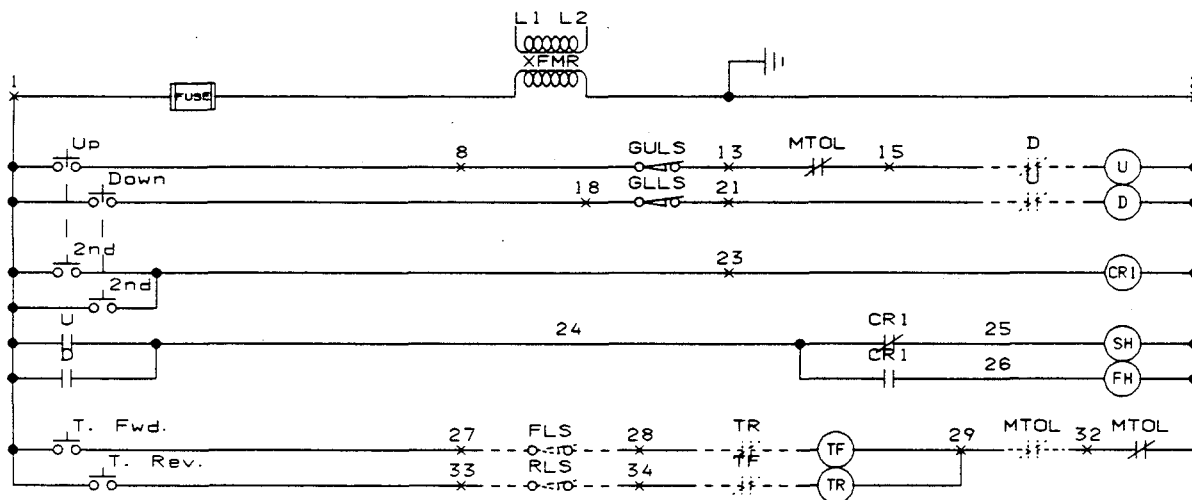 L1 L2
XFMR
1
FUSE
Up
8
GULS
13
MTOL
15
D
U
Down
18
GLLS
21
U
D
2nd
23
CR1
2nd
U
24
CR1
25
SH
D
CR1
26
FH
T. Fwd.
27
FLS
28
TR
TF
29
MTOL
32
MTOL
T. Rev.
33
RLS
34
TF
TR